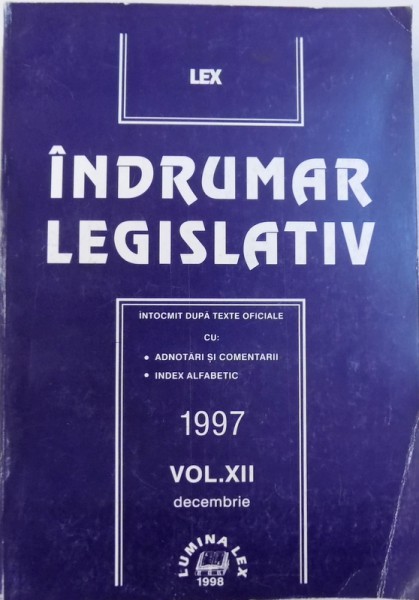 LEX
ÎNDRUMAR
LEGISLATIV
ÎNTOCMIT DUPĂ TEXTE OFICIALE
CU:
• ADNOTĂRI ŞI COMENTARII
• INDEX ALFABETIC
1997
VOL.XII
decembrie
LUMINA LEX
1998